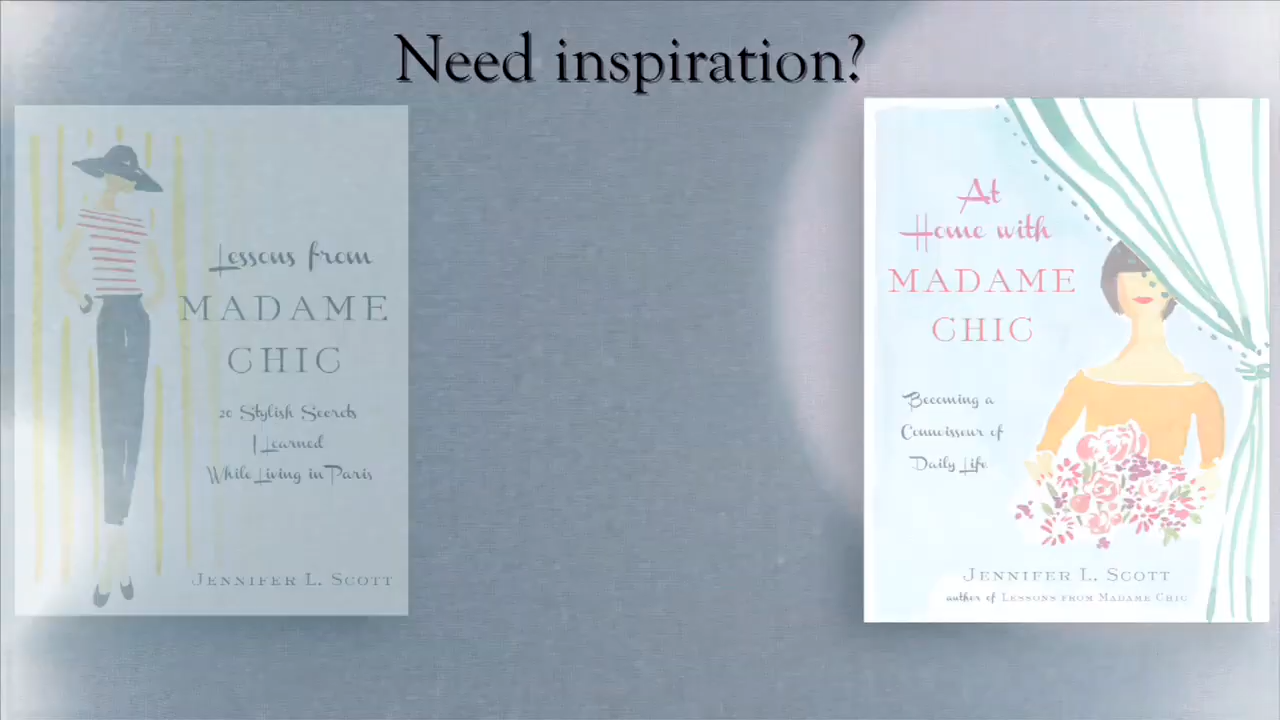 Need inspiration?
Lessons from
MADAME
CHIC
20 Stylish Secrets
I Learned
While Living in Paris
JENNIFER L. SCOTT
At
Home with
MADAME
CHIC
Becoming a
Connoisseur of
Daily Life
JENNIFER L. SCOTT
author of LESSONS FROM MADAME CHIC